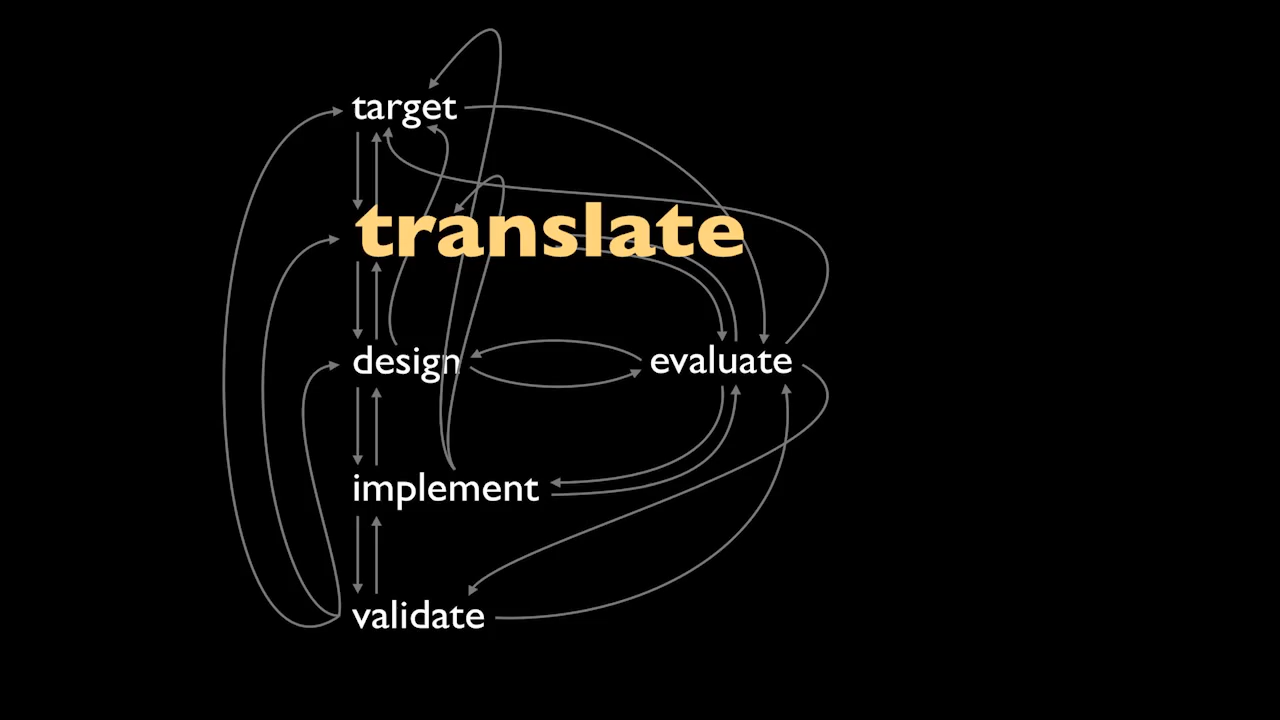 target
translate
design
evaluate
implement
validate